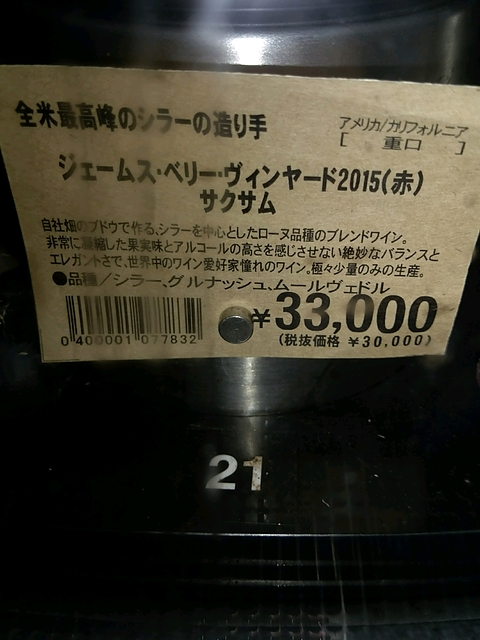 全米最高峰のシラーの造り手
アメリカ/カリフォルニア
[ 重口 ]
ジェームス・ベリー・ヴィンヤード2015(赤)
サクサム
自社畑のブドウで作る、シラーを中心としたローヌ品種のブレンドワイン。
非常に凝縮した果実味とアルコールの高さを感じさせない絶妙なバランスと
エレガントさで、世界中のワイン愛好家憧れのワイン。極々少量のみの生産。
●品種/シラー、グルナッシュ、ムールヴェドル
¥33,000
(税抜価格 ¥30,000)
0 400001 077832
21